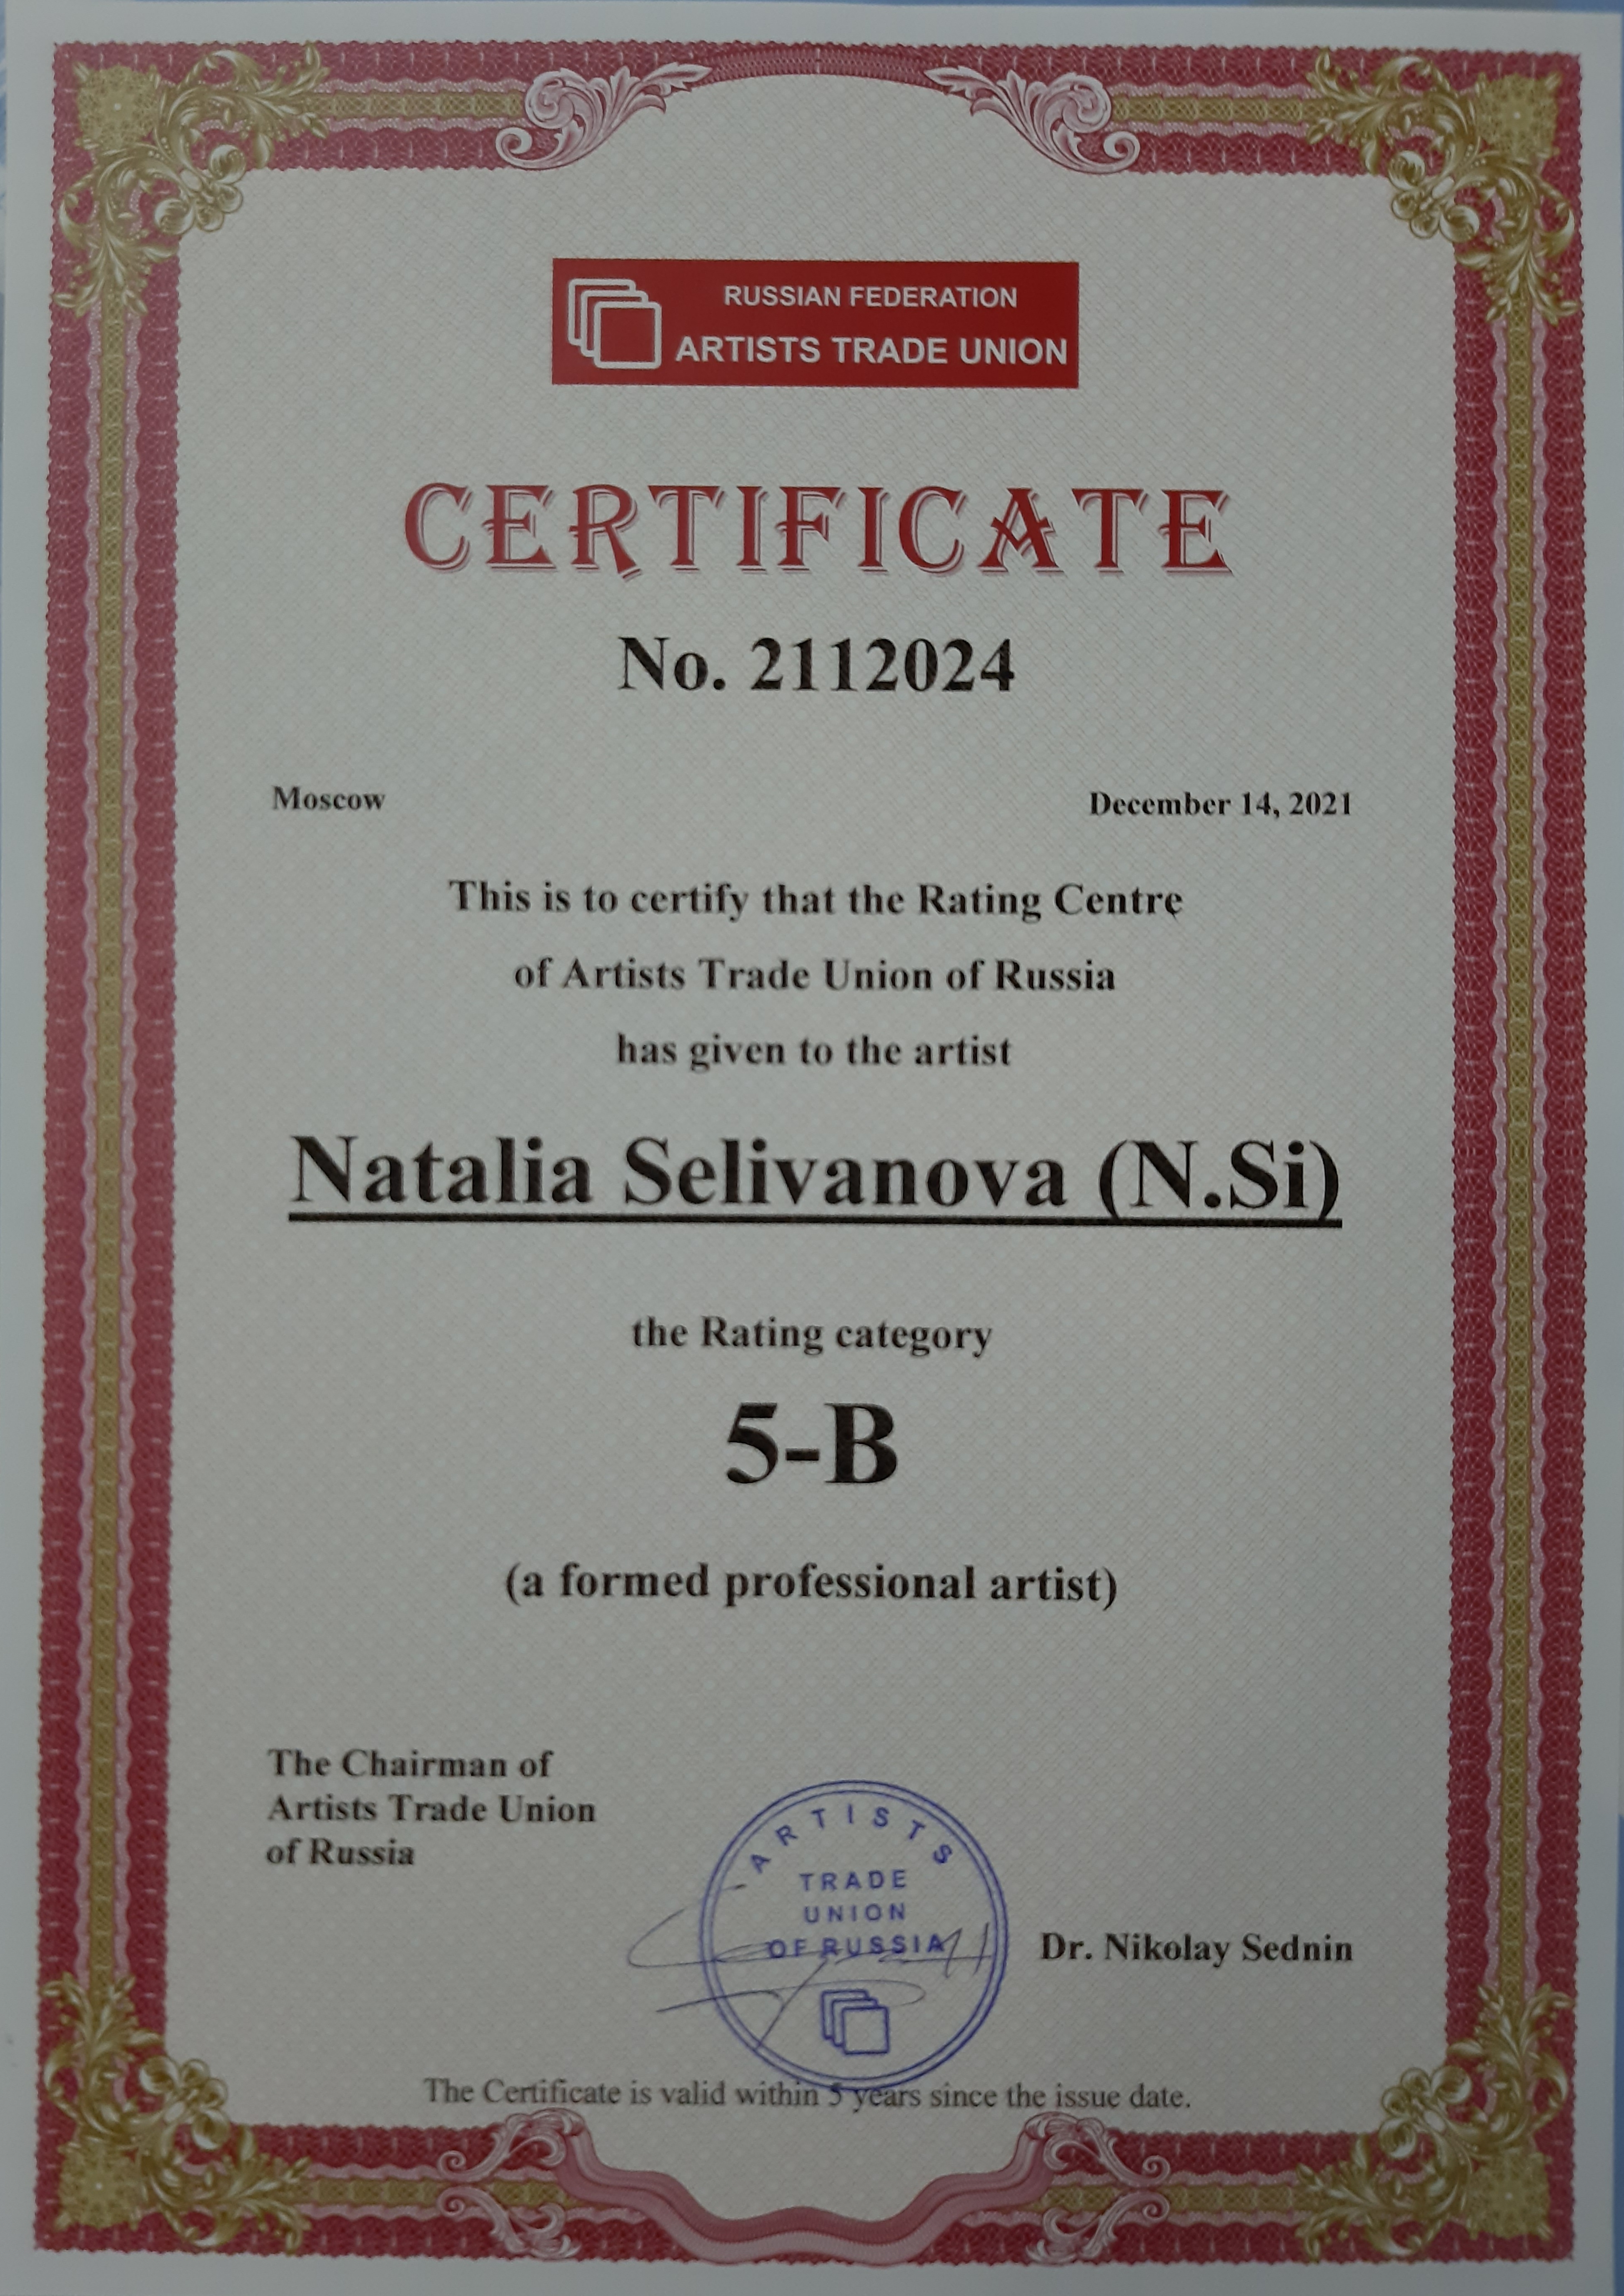 RUSSIAN FEDERATION
ARTISTS TRADE UNION
CERTIFICATE
No. 2112024
Moscow
December 14, 2021
This is to certify that the Rating Centre
of Artists Trade Union of Russia
has given to the artist
Natalia Selivanova (N.Si)
the Rating category
5-B
(a formed professional artist)
The Chairman of
Artists Trade Union
of Russia
ARTISTS
TRADE
UNION
OF RUSSIA
Dr. Nikolay Sednin
The Certificate is valid within 5 years since the issue date.